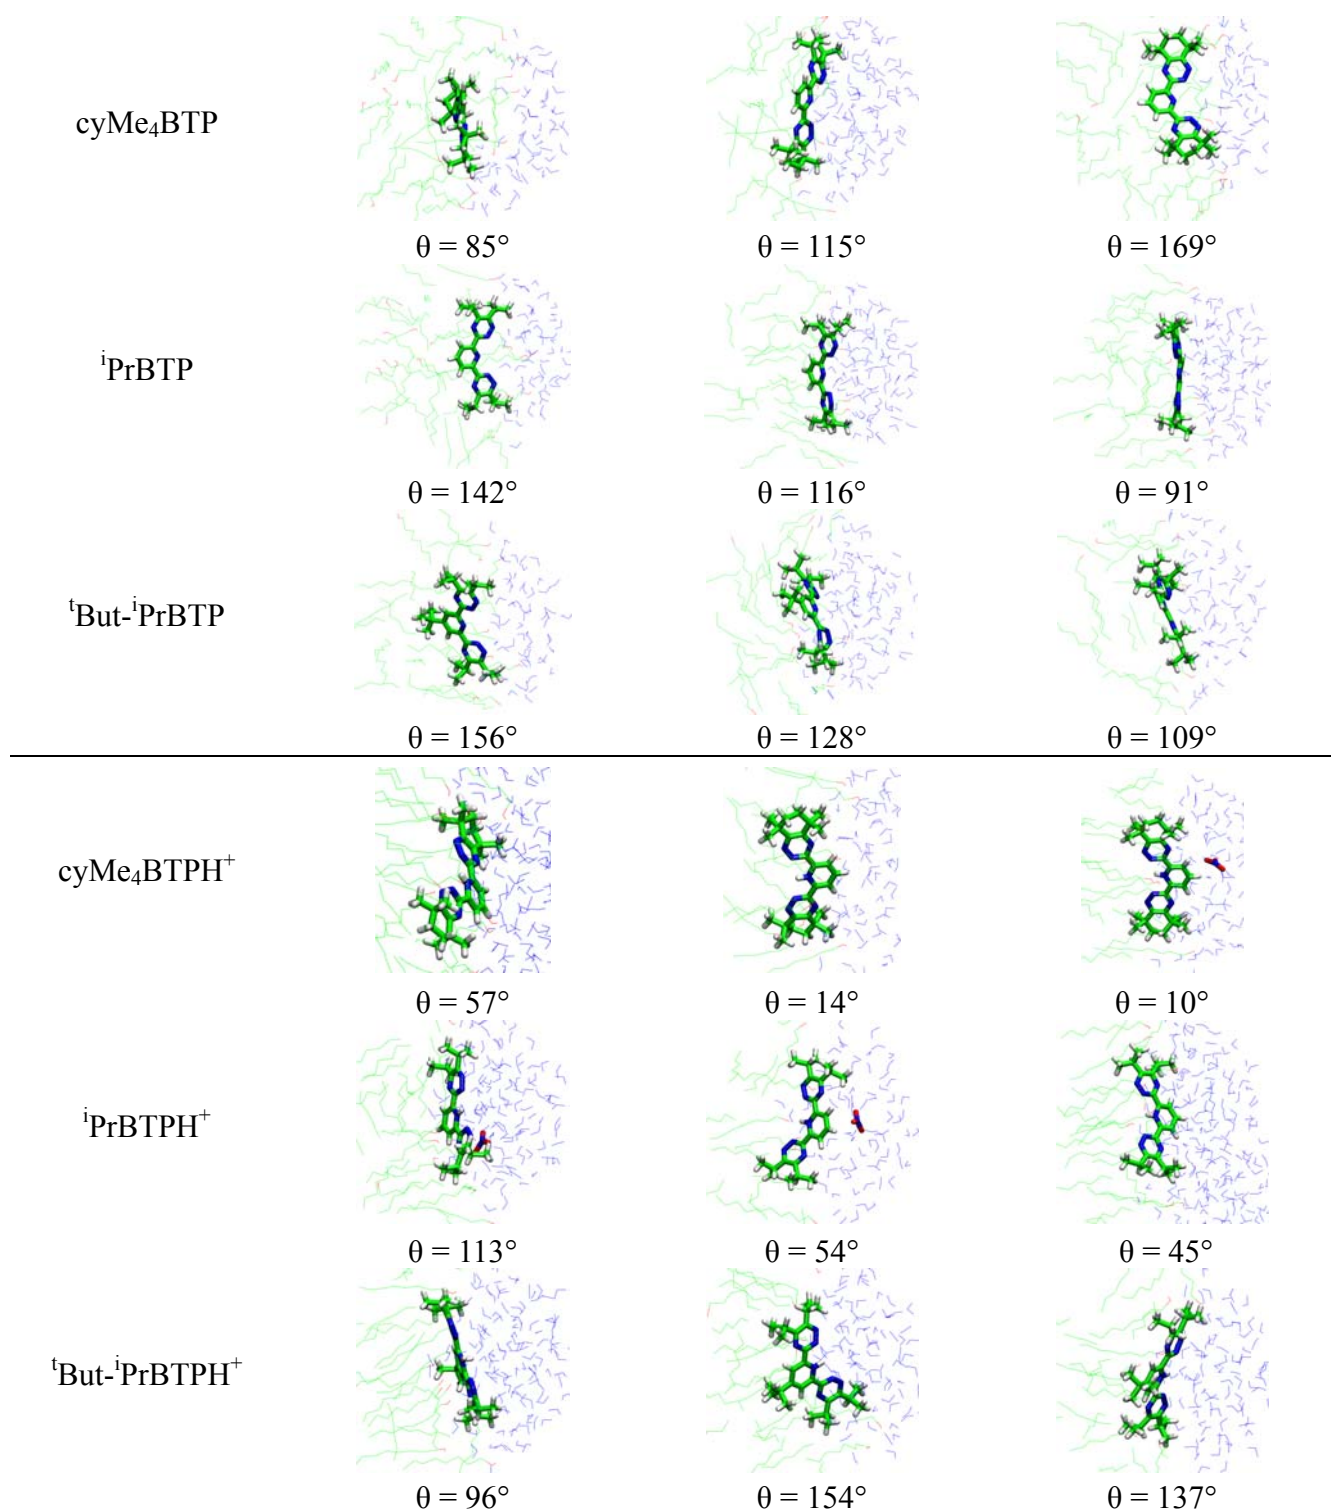 cyMe₄BTP
θ = 85° θ = 115° θ = 169°
ⁱPrBTP
θ = 142° θ = 116° θ = 91°
ᵗBut-ⁱPrBTP
θ = 156° θ = 128° θ = 109°
cyMe₄BTPH⁺
θ = 57° θ = 14° θ = 10°
ⁱPrBTPH⁺
θ = 113° θ = 54° θ = 45°
ᵗBut-ⁱPrBTPH⁺
θ = 96° θ = 154° θ = 137°